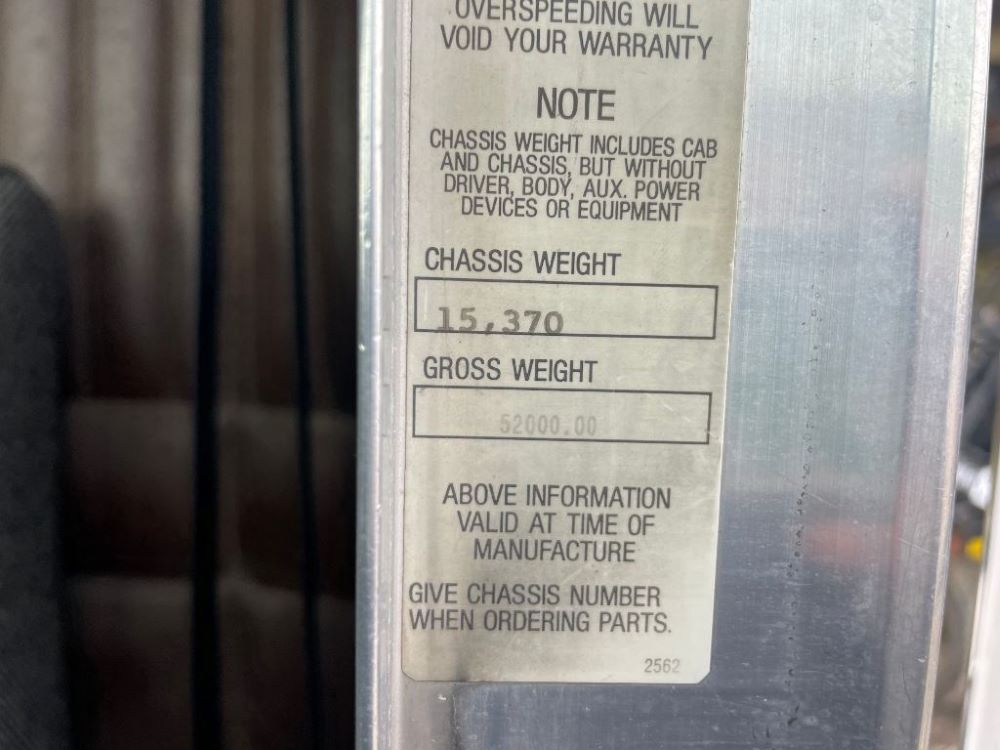 OVERSPEEDING WILL
VOID YOUR WARRANTY
NOTE
CHASSIS WEIGHT INCLUDES CAB
AND CHASSIS, BUT WITHOUT
DRIVER, BODY, AUX. POWER
DEVICES OR EQUIPMENT
CHASSIS WEIGHT
15,370
GROSS WEIGHT
52000.00
ABOVE INFORMATION
VALID AT TIME OF
MANUFACTURE
GIVE CHASSIS NUMBER
WHEN ORDERING PARTS.
2562